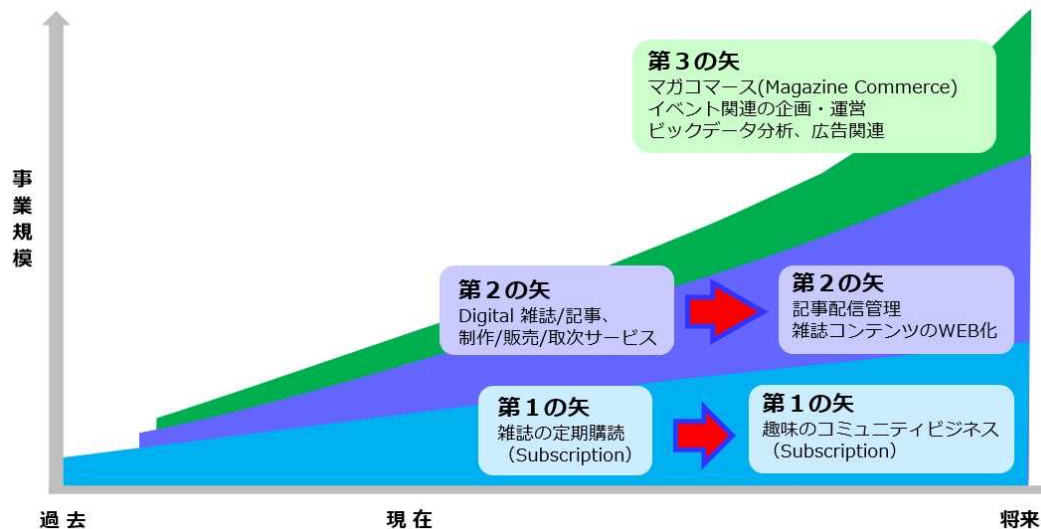 第3の矢
マガコマース(Magazine Commerce)
イベント関連の企画・運営
ビックデータ分析、広告関連
事業規模
第2の矢
Digital 雑誌/記事、
制作/販売/取次サービス
第2の矢
記事配信管理
雑誌コンテンツのWEB化
第1の矢
雑誌の定期購読
(Subscription)
第1の矢
趣味のコミュニティビジネス
(Subscription)
過去
現在
将来